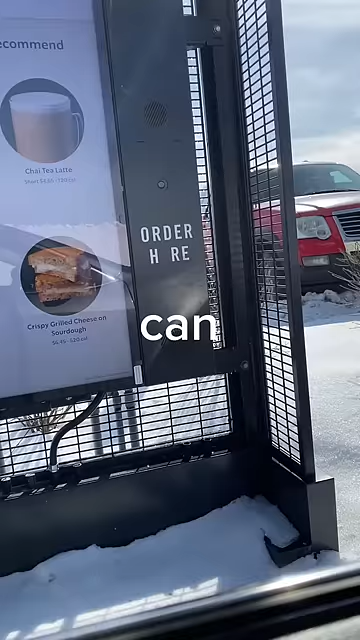 ecommend
Chai Tea Latte
ORDER
H RE
Crispy Grilled Cheese on
Sourdough
can